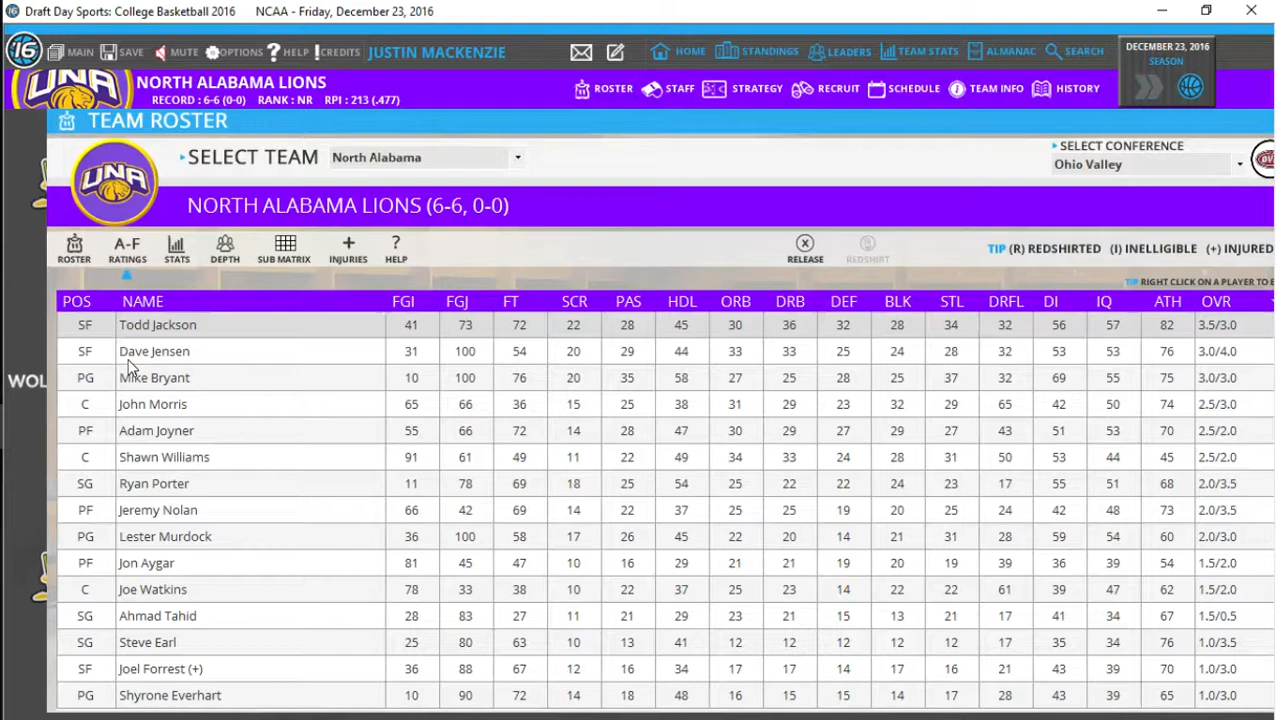 Draft Day Sports: College Basketball 2016 NCAA - Friday, December 23, 2016
16 MAIN SAVE MUTE OPTIONS ? HELP ! CREDITS JUSTIN MACKENZIE HOME STANDINGS LEADERS TEAM STATS ALMANAC SEARCH DECEMBER 23, 2016
SEASON
UNA NORTH ALABAMA LIONS
RECORD : 6-6 (0-0) RANK : NR RPI : 213 (.477) ROSTER STAFF STRATEGY RECRUIT SCHEDULE TEAM INFO HISTORY
TEAM ROSTER
UNA SELECT TEAM North Alabama SELECT CONFERENCE
Ohio Valley
NORTH ALABAMA LIONS (6-6, 0-0)
ROSTER A-F RATINGS STATS DEPTH SUB MATRIX INJURIES ? HELP RELEASE REDSHIRT TIP (R) REDSHIRTED (I) INELIGIBLE (+) INJURED
TIP RIGHT CLICK ON A PLAYER TO E
POS NAME FGI FGJ FT SCR PAS HDL ORB DRB DEF BLK STL DRFL DI IQ ATH OVR
SF Todd Jackson 41 73 72 22 28 45 30 36 32 28 34 32 56 57 82 3.5/3.0
SF Dave Jensen 31 100 54 20 29 44 33 33 25 24 28 32 53 53 76 3.0/4.0
PG Mike Bryant 10 100 76 20 35 58 27 25 28 25 37 32 69 55 75 3.0/3.0
C John Morris 65 66 36 15 25 38 31 29 23 32 29 65 42 50 74 2.5/3.0
PF Adam Joyner 55 66 72 14 28 47 30 29 27 29 27 43 51 53 70 2.5/2.0
C Shawn Williams 91 61 49 11 22 49 34 33 24 28 31 50 53 44 45 2.5/2.0
SG Ryan Porter 11 78 69 18 25 54 25 22 22 24 23 17 55 51 68 2.0/3.5
PF Jeremy Nolan 66 42 69 14 22 37 25 25 19 20 25 24 42 48 73 2.0/3.5
PG Lester Murdock 36 100 58 17 26 45 22 20 14 21 31 28 59 54 60 2.0/3.0
PF Jon Aygar 81 45 47 10 16 29 21 21 19 20 19 39 36 39 54 1.5/2.0
C Joe Watkins 78 33 38 10 22 37 25 23 14 22 22 61 39 47 62 1.5/2.0
SG Ahmad Tahid 28 83 27 11 21 29 23 21 15 13 21 17 41 34 67 1.5/0.5
SG Steve Earl 25 80 63 10 13 41 12 12 12 12 12 17 35 34 76 1.0/3.5
SF Joel Forrest (+) 36 88 67 12 16 34 17 17 14 17 16 21 43 39 70 1.0/3.0
PG Shyrone Everhart 10 90 72 14 18 48 16 15 15 14 17 28 43 39 65 1.0/3.0
WOL